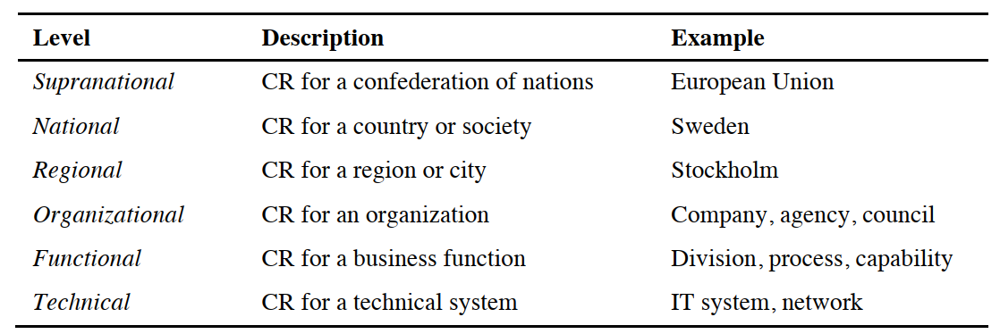 Level Description Example
Supranational CR for a confederation of nations European Union
National CR for a country or society Sweden
Regional CR for a region or city Stockholm
Organizational CR for an organization Company, agency, council
Functional CR for a business function Division, process, capability
Technical CR for a technical system IT system, network